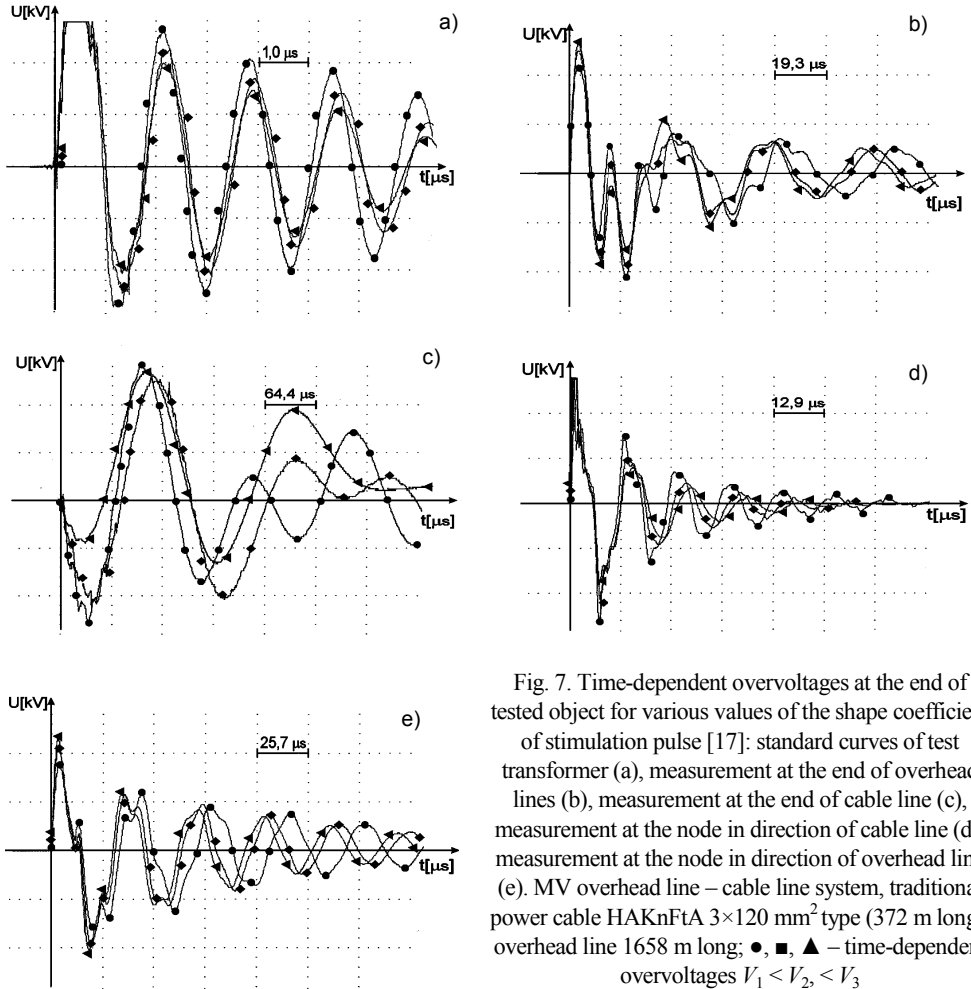 U[kV]
a)
1,0 µs
t[µs]
U[kV]
b)
19,3 µs
t[µs]
U[kV]
c)
64,4 µs
t[µs]
U[kV]
d)
12,9 µs
t[µs]
U[kV]
e)
25,7 µs
t[µs]
Fig. 7. Time-dependent overvoltages at the end of
tested object for various values of the shape coefficie
of stimulation pulse [17]: standard curves of test
transformer (a), measurement at the end of overhead
lines (b), measurement at the end of cable line (c),
measurement at the node in direction of cable line (d
measurement at the node in direction of overhead lin
(e). MV overhead line – cable line system, traditiona
power cable HAKnFtA 3×120 mm² type (372 m long
overhead line 1658 m long; ●, ■, ▲ – time-dependen
overvoltages V₁ < V₂, < V₃